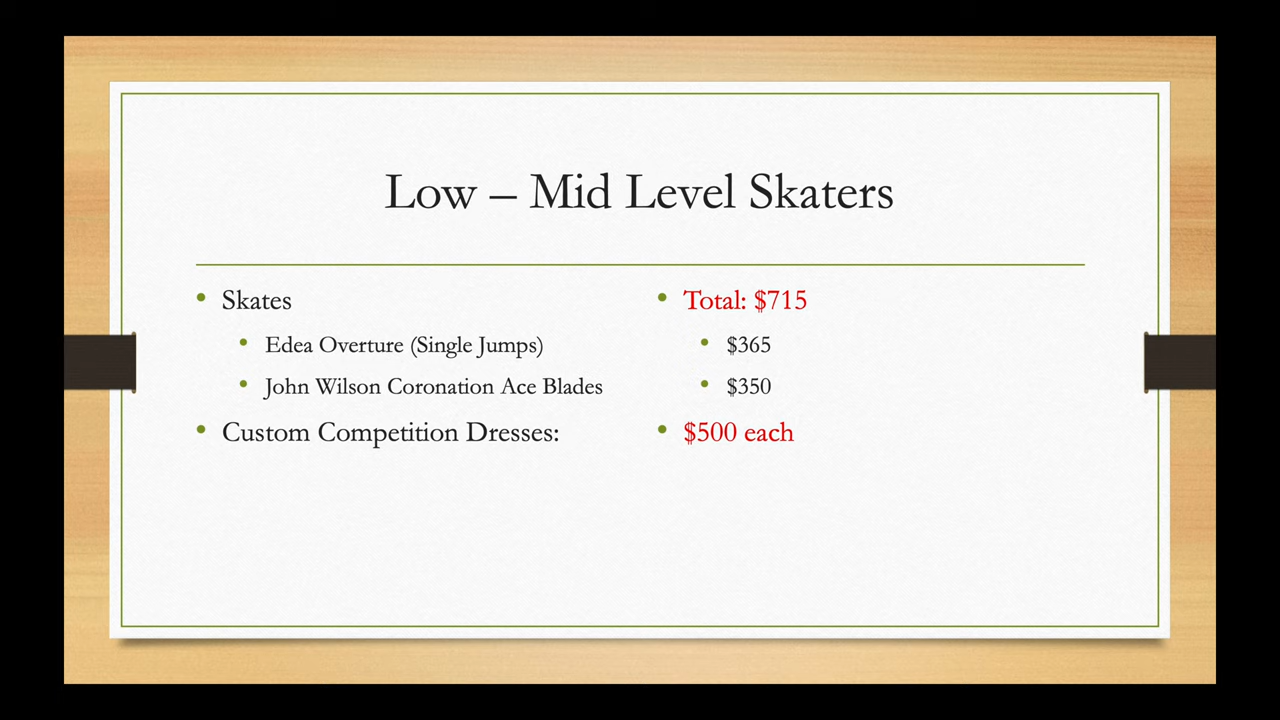 Low – Mid Level Skaters
• Skates
• Edea Overture (Single Jumps)
• John Wilson Coronation Ace Blades
• Custom Competition Dresses:
• Total: $715
• $365
• $350
• $500 each